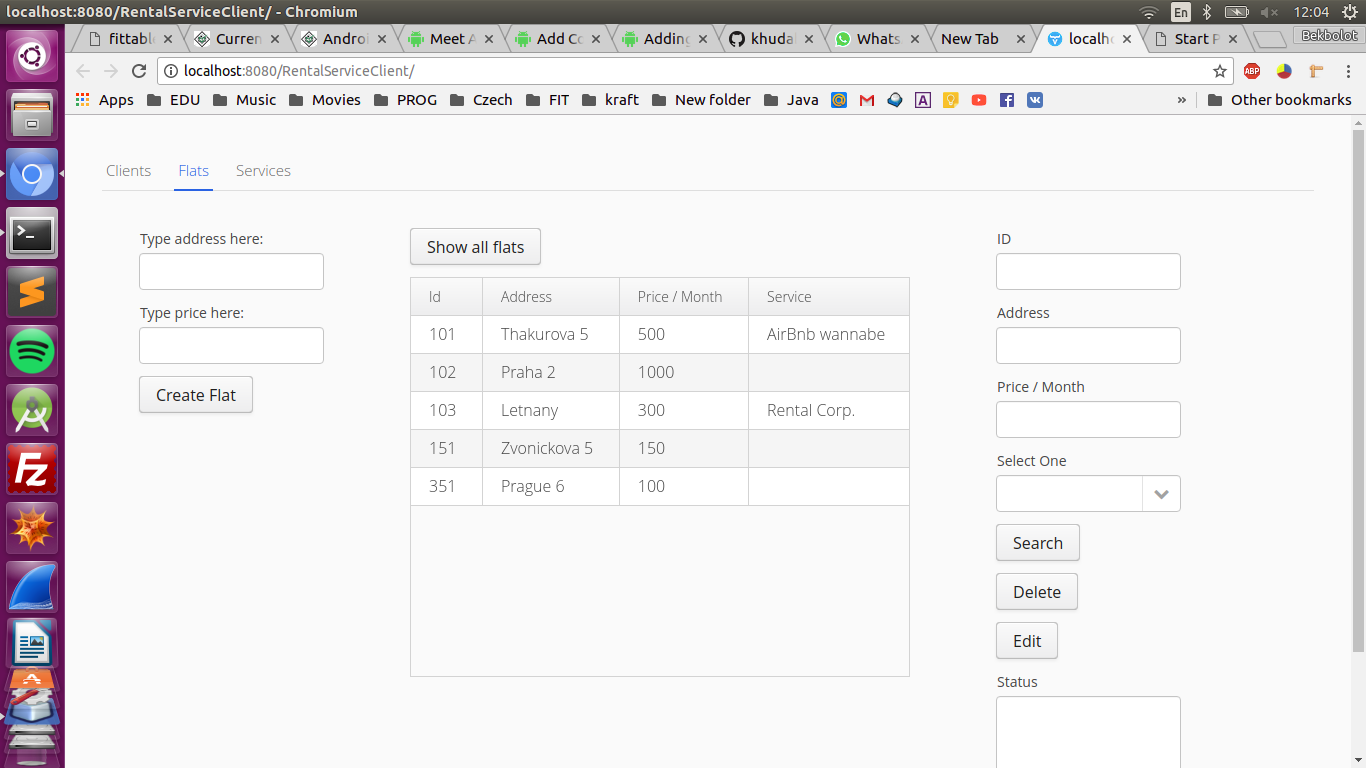 localhost:8080/RentalServiceClient/ - Chromium
En
12:04
fittabl
Curren
Androi
Meet A
Add Co
Adding
khudai
Whats
New Tab
localho
Start P
Bekbolot
localhost:8080/RentalServiceClient/
ABP
Apps
EDU
Music
Movies
PROG
Czech
FIT
kraft
New folder
Java
»
Other bookmarks
Clients
Flats
Services
Type address here:
Type price here:
Create Flat
Show all flats
Id Address Price / Month Service
101 Thakurova 5 500 AirBnb wannabe
102 Praha 2 1000
103 Letnany 300 Rental Corp.
151 Zvonickova 5 150
351 Prague 6 100
ID
Address
Price / Month
Select One
Search
Delete
Edit
Status